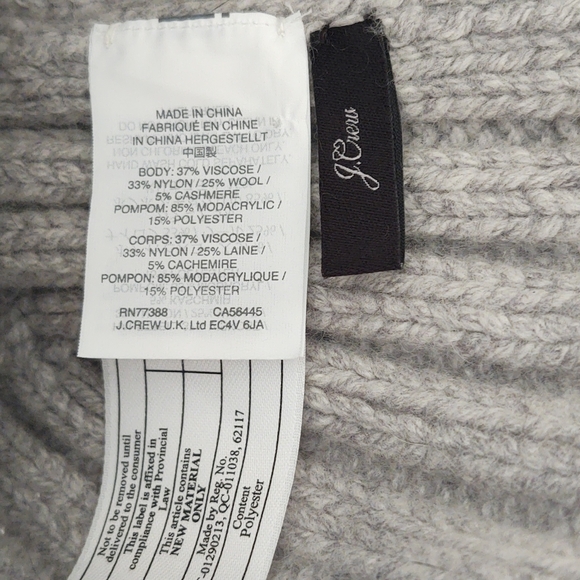 MADE IN CHINA
FABRIQUÉ EN CHINE
IN CHINA HERGESTELLT
中国製
BODY: 37% VISCOSE /
33% NYLON / 25% WOOL /
5% CASHMERE
POMPOM: 85% MODACRYLIC /
15% POLYESTER
CORPS: 37% VISCOSE /
33% NYLON / 25% LAINE /
5% CACHEMIRE
POMPON: 85% MODACRYLIQUE /
15% POLYESTER
RN77388 CA56445
J.CREW U.K. Ltd EC4V 6JA
J.Crew
Not to be removed until
delivered to the consumer
This label is affixed in
compliance with Provincial
Law
This article contains
NEW MATERIAL
ONLY
Made by Reg. No.
-01290213, QC-011038, 62117
Content
Polyester